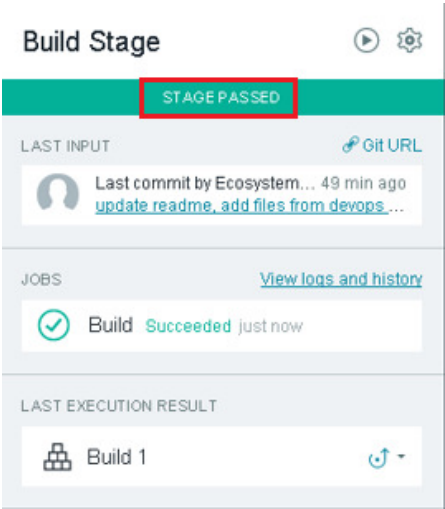 Build Stage
STAGE PASSED
LAST INPUT Git URL
Last commit by Ecosystem... 49 min ago
update readme, add files from devops ...
JOBS View logs and history
Build Succeeded just now
LAST EXECUTION RESULT
Build 1